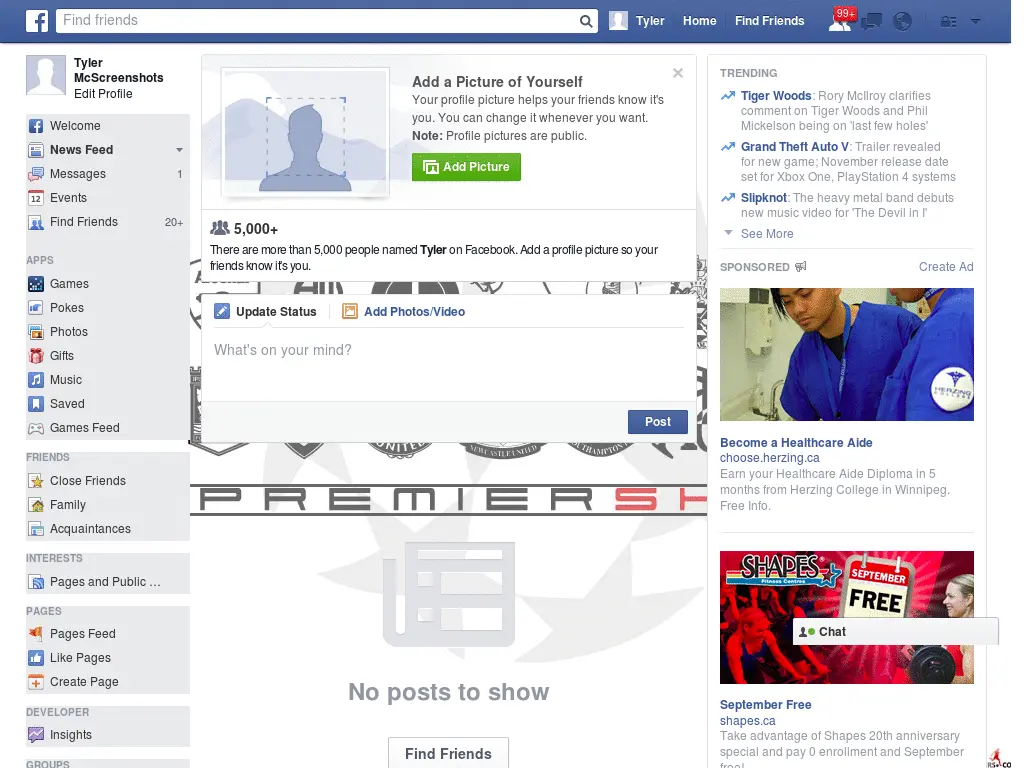 Find friends
Tyler
Home
Find Friends
99+
Tyler
McScreenshots
Edit Profile
Welcome
News Feed
Messages 1
12 Events
Find Friends 20+
APPS
Games
Pokes
Photos
Gifts
Music
Saved
Games Feed
FRIENDS
Close Friends
Family
Acquaintances
INTERESTS
Pages and Public ...
PAGES
Pages Feed
Like Pages
Create Page
DEVELOPER
Insights
GROUPS
Add a Picture of Yourself
Your profile picture helps your friends know it's
you. You can change it whenever you want.
Note: Profile pictures are public.
Add Picture
5,000+
There are more than 5,000 people named Tyler on Facebook. Add a profile picture so your
friends know it's you.
Update Status
Add Photos/Video
What's on your mind?
Post
UNITED
NEWCASTLE UNITED
SOUTHAMPTON
PREMIERSH
No posts to show
Find Friends
TRENDING
Tiger Woods: Rory McIlroy clarifies
comment on Tiger Woods and Phil
Mickelson being on 'last few holes'
Grand Theft Auto V: Trailer revealed
for new game; November release date
set for Xbox One, PlayStation 4 systems
Slipknot: The heavy metal band debuts
new music video for 'The Devil in I'
See More
SPONSORED
Create Ad
HERZING
COLLEGE
Become a Healthcare Aide
choose.herzing.ca
Earn your Healthcare Aide Diploma in 5
months from Herzing College in Winnipeg.
Free Info.
SHAPES
Fitness Centres
SEPTEMBER
FREE
Chat
September Free
shapes.ca
Take advantage of Shapes 20th anniversary
special and pay 0 enrollment and September
free!